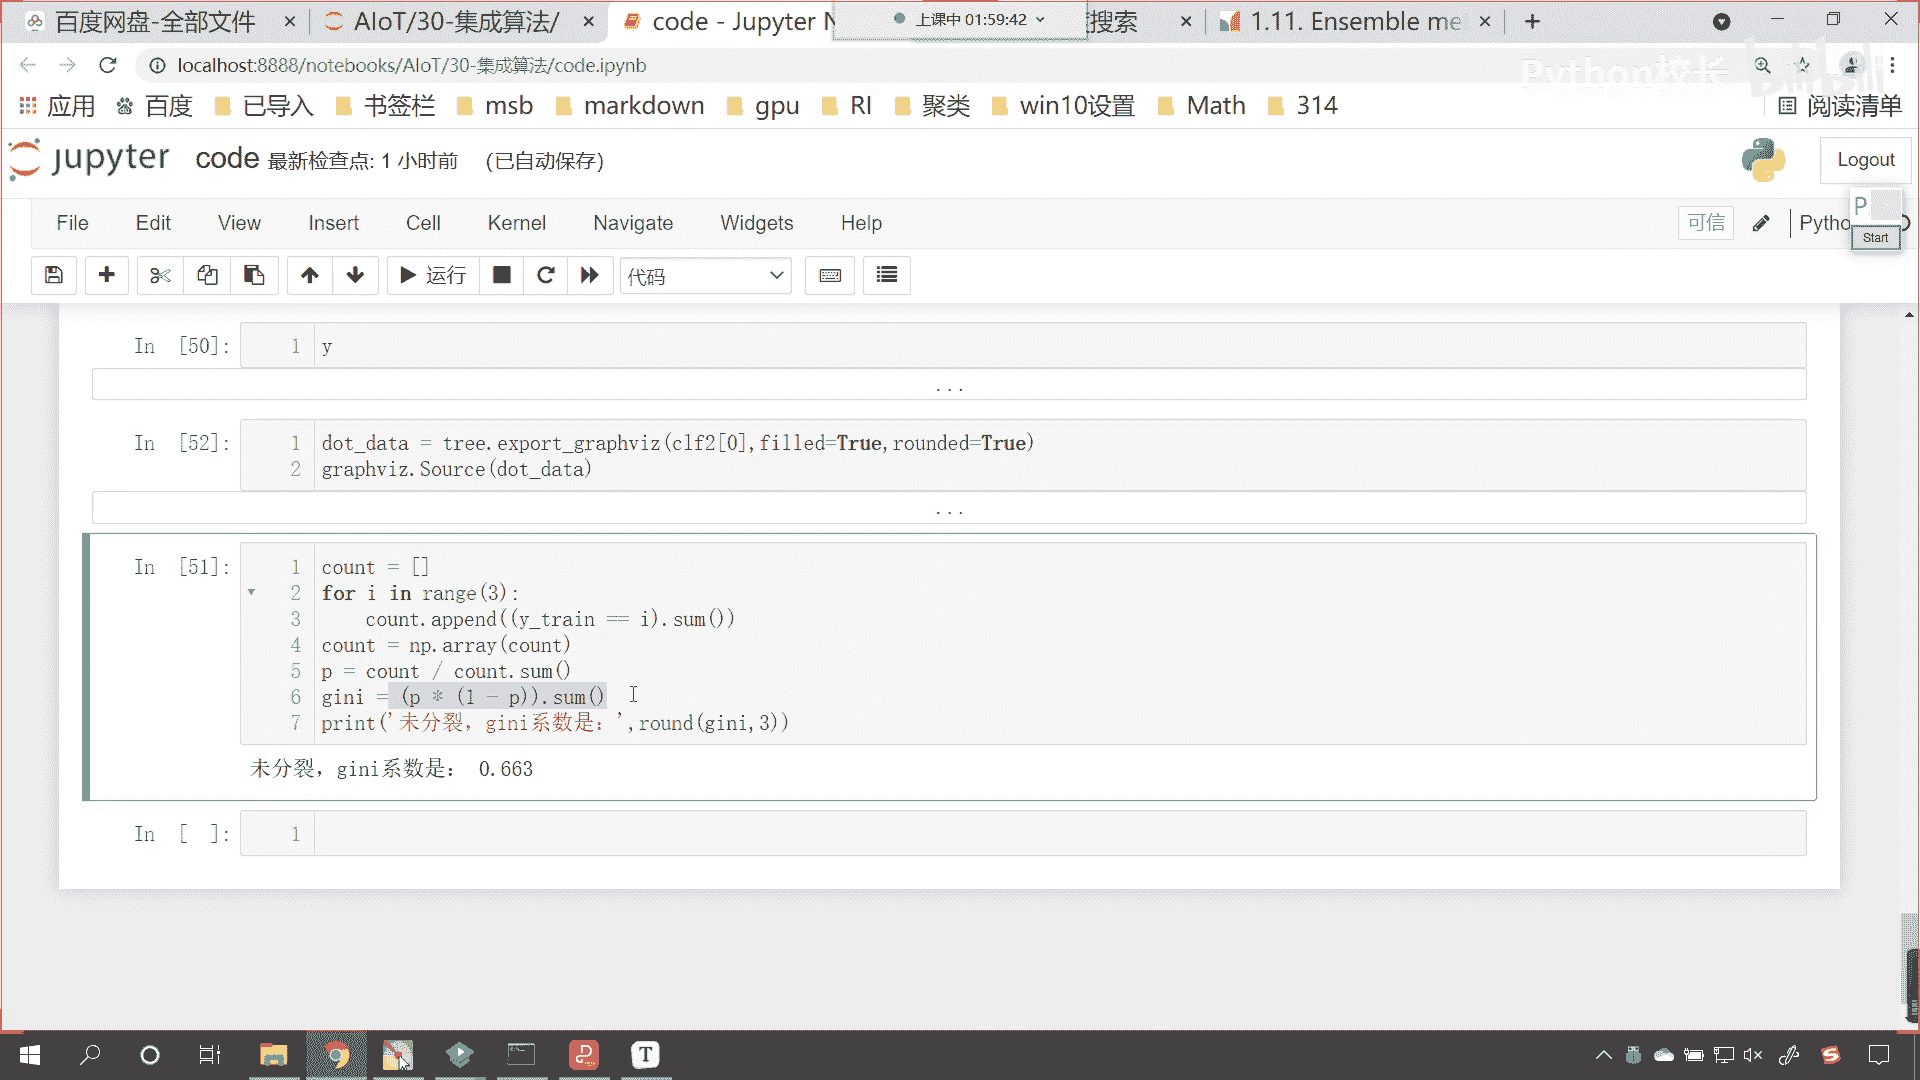 百度网盘-全部文件
AIoT/30-集成算法/
code - Jupyter N
上课中 01:59:42
搜索
1.11. Ensemble me
localhost:8888/notebooks/AIoT/30-集成算法/code.ipynb
Python校长
bilibili
应用
百度
已导入
书签栏
msb
markdown
gpu
RI
聚类
win10设置
Math
314
阅读清单
jupyter
code 最新检查点: 1 小时前 (已自动保存)
Logout
File Edit View Insert Cell Kernel Navigate Widgets Help
可信
Pytho
P
Start
运行
代码
In [50]:
1 y
...
In [52]:
1 dot_data = tree.export_graphviz(clf2[0],filled=True,rounded=True)
2 graphviz.Source(dot_data)
...
In [51]:
1 count = []
2 for i in range(3):
3 count.append((y_train == i).sum())
4 count = np.array(count)
5 p = count / count.sum()
6 gini = (p * (1 - p)).sum()
7 print('未分裂，gini系数是：',round(gini,3))
未分裂，gini系数是： 0.663
In [ ]:
1